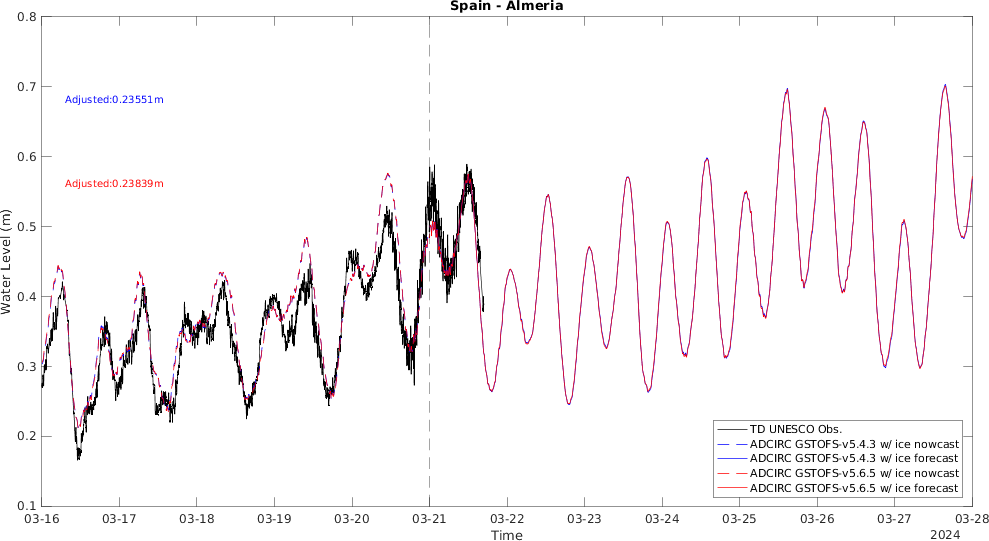 Spain - Almeria
0.8
0.7
0.6
0.5
0.4
0.3
0.2
0.1
Water Level (m)
Adjusted:0.23551m
Adjusted:0.23839m
TD UNESCO Obs.
ADCIRC GSTOFS-v5.4.3 w/ ice nowcast
ADCIRC GSTOFS-v5.4.3 w/ ice forecast
ADCIRC GSTOFS-v5.6.5 w/ ice nowcast
ADCIRC GSTOFS-v5.6.5 w/ ice forecast
03-16 03-17 03-18 03-19 03-20 03-21 03-22 03-23 03-24 03-25 03-26 03-27 03-28
Time
2024